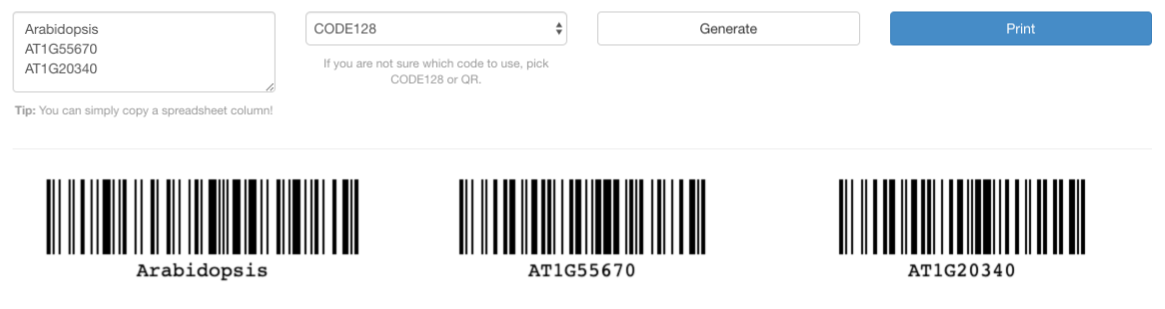 Arabidopsis
AT1G55670
AT1G20340
CODE128
Generate
Print
If you are not sure which code to use, pick
CODE128 or QR.
Tip: You can simply copy a spreadsheet column!
Arabidopsis
AT1G55670
AT1G20340